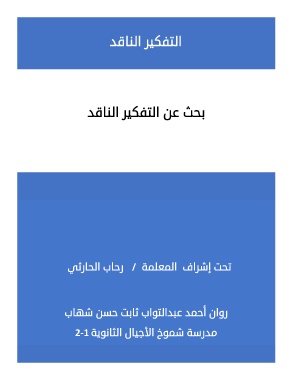 التفكير الناقد
بحث عن التفكير الناقد
تحت إشراف المعلمة / رحاب الحارثي
روان أحمد عبدالتواب ثابت حسن شهاب
مدرسة شموخ الأجيال الثانوية 1-2